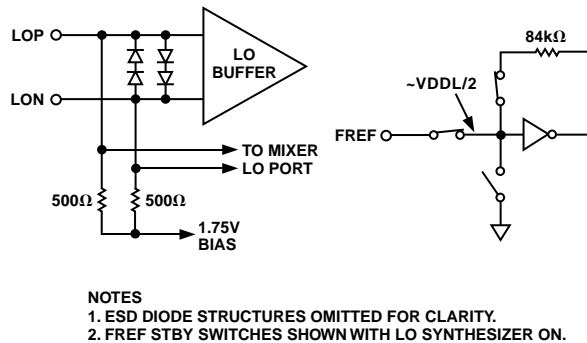 LOP
LON
LO
BUFFER
TO MIXER
LO PORT
500Ω
500Ω
1.75V
BIAS
84kΩ
~VDDL/2
FREF
NOTES
1. ESD DIODE STRUCTURES OMITTED FOR CLARITY.
2. FREF STBY SWITCHES SHOWN WITH LO SYNTHESIZER ON.